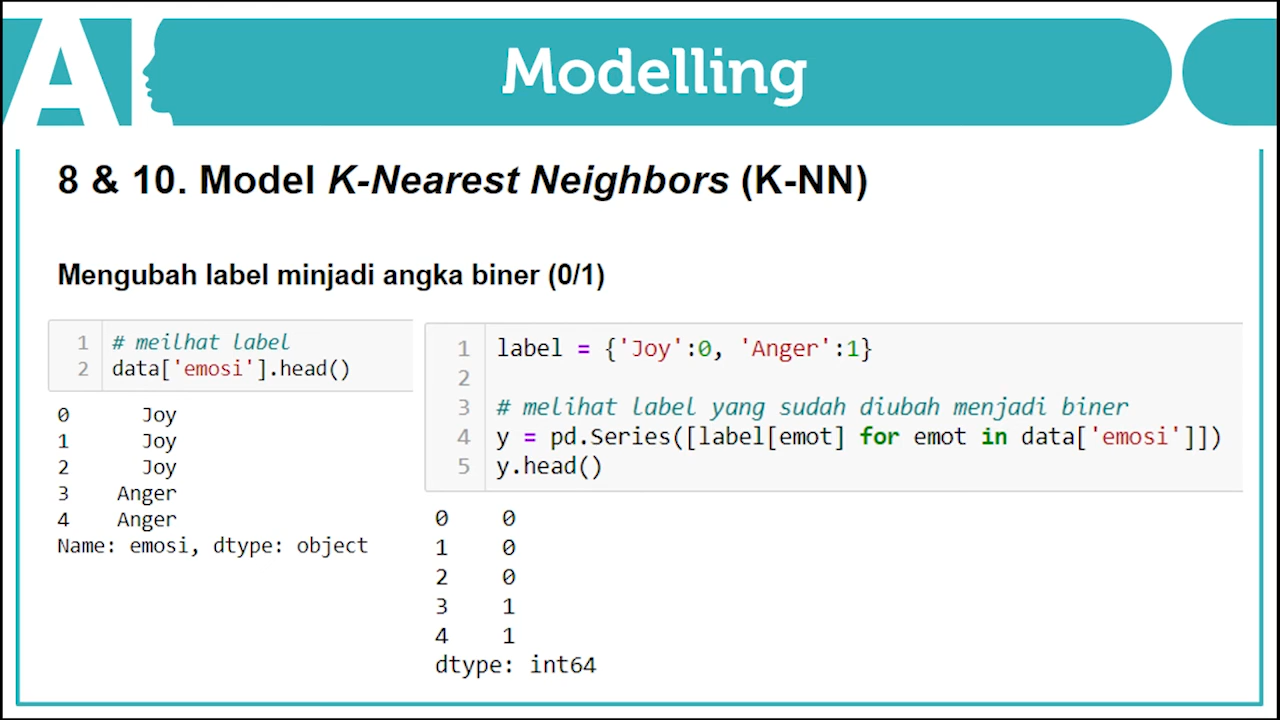 AI
Modelling
8 & 10. Model K-Nearest Neighbors (K-NN)
Mengubah label minjadi angka biner (0/1)
1 # meilhat label
2 data['emosi'].head()
0 Joy
1 Joy
2 Joy
3 Anger
4 Anger
Name: emosi, dtype: object
1 label = {'Joy':0, 'Anger':1}
2
3 # melihat label yang sudah diubah menjadi biner
4 y = pd.Series([label[emot] for emot in data['emosi']])
5 y.head()
0 0
1 0
2 0
3 1
4 1
dtype: int64